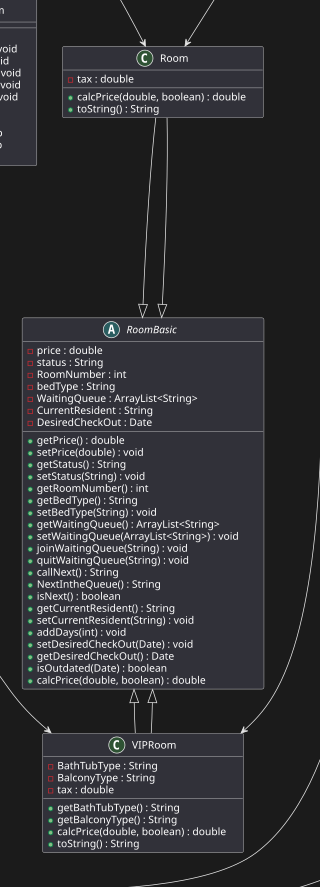 void
void
void
void
C Room
tax : double
calcPrice(double, boolean) : double
toString() : String
A RoomBasic
price : double
status : String
RoomNumber : int
bedType : String
WaitingQueue : ArrayList<String>
CurrentResident : String
DesiredCheckOut : Date
getPrice() : double
setPrice(double) : void
getStatus() : String
setStatus(String) : void
getRoomNumber() : int
getBedType() : String
setBedType(String) : void
getWaitingQueue() : ArrayList<String>
setWaitingQueue(ArrayList<String>) : void
joinWaitingQueue(String) : void
quitWaitingQueue(String) : void
callNext() : String
NextIntheQueue() : String
isNext() : boolean
getCurrentResident() : String
setCurrentResident(String) : void
addDays(int) : void
setDesiredCheckOut(Date) : void
getDesiredCheckOut() : Date
isOutdated(Date) : boolean
calcPrice(double, boolean) : double
C VIPRoom
BathTubType : String
BalconyType : String
tax : double
getBathTubType() : String
getBalconyType() : String
calcPrice(double, boolean) : double
toString() : String